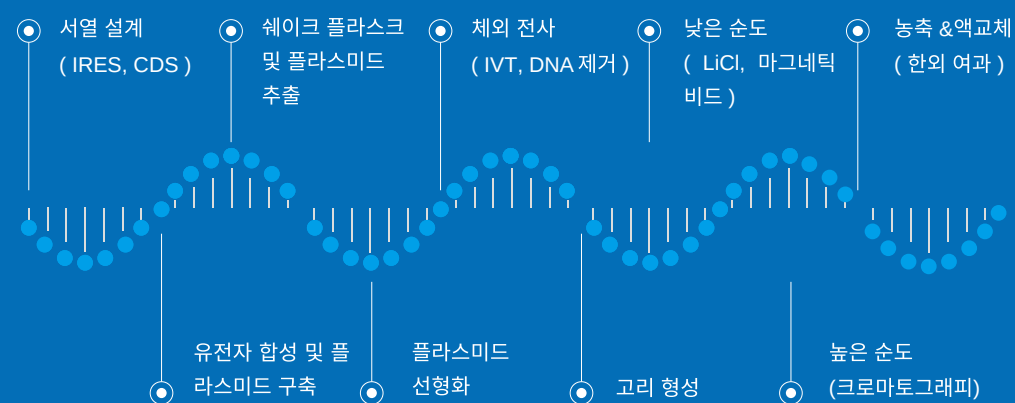 서열 설계
( IRES, CDS )
쉐이크 플라스크
및 플라스미드
추출
체외 전사
( IVT, DNA 제거 )
낮은 순도
( LiCl, 마그네틱
비드 )
농축 &액교체
( 한외 여과 )
유전자 합성 및 플
라스미드 구축
플라스미드
선형화
고리 형성
높은 순도
(크로마토그래피)